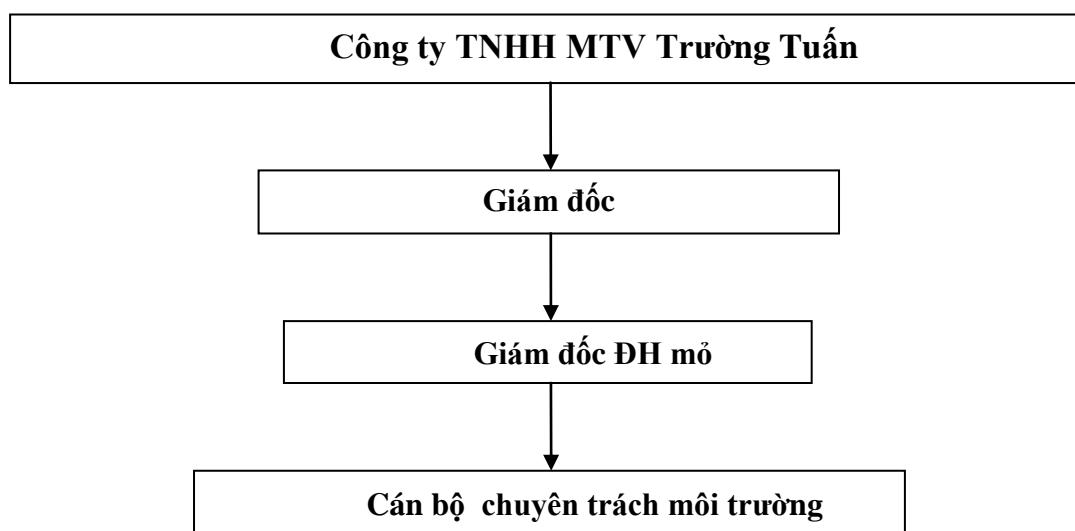 Công ty TNHH MTV Trường Tuấn
Giám đốc
Giám đốc ĐH mỏ
Cán bộ chuyên trách môi trường